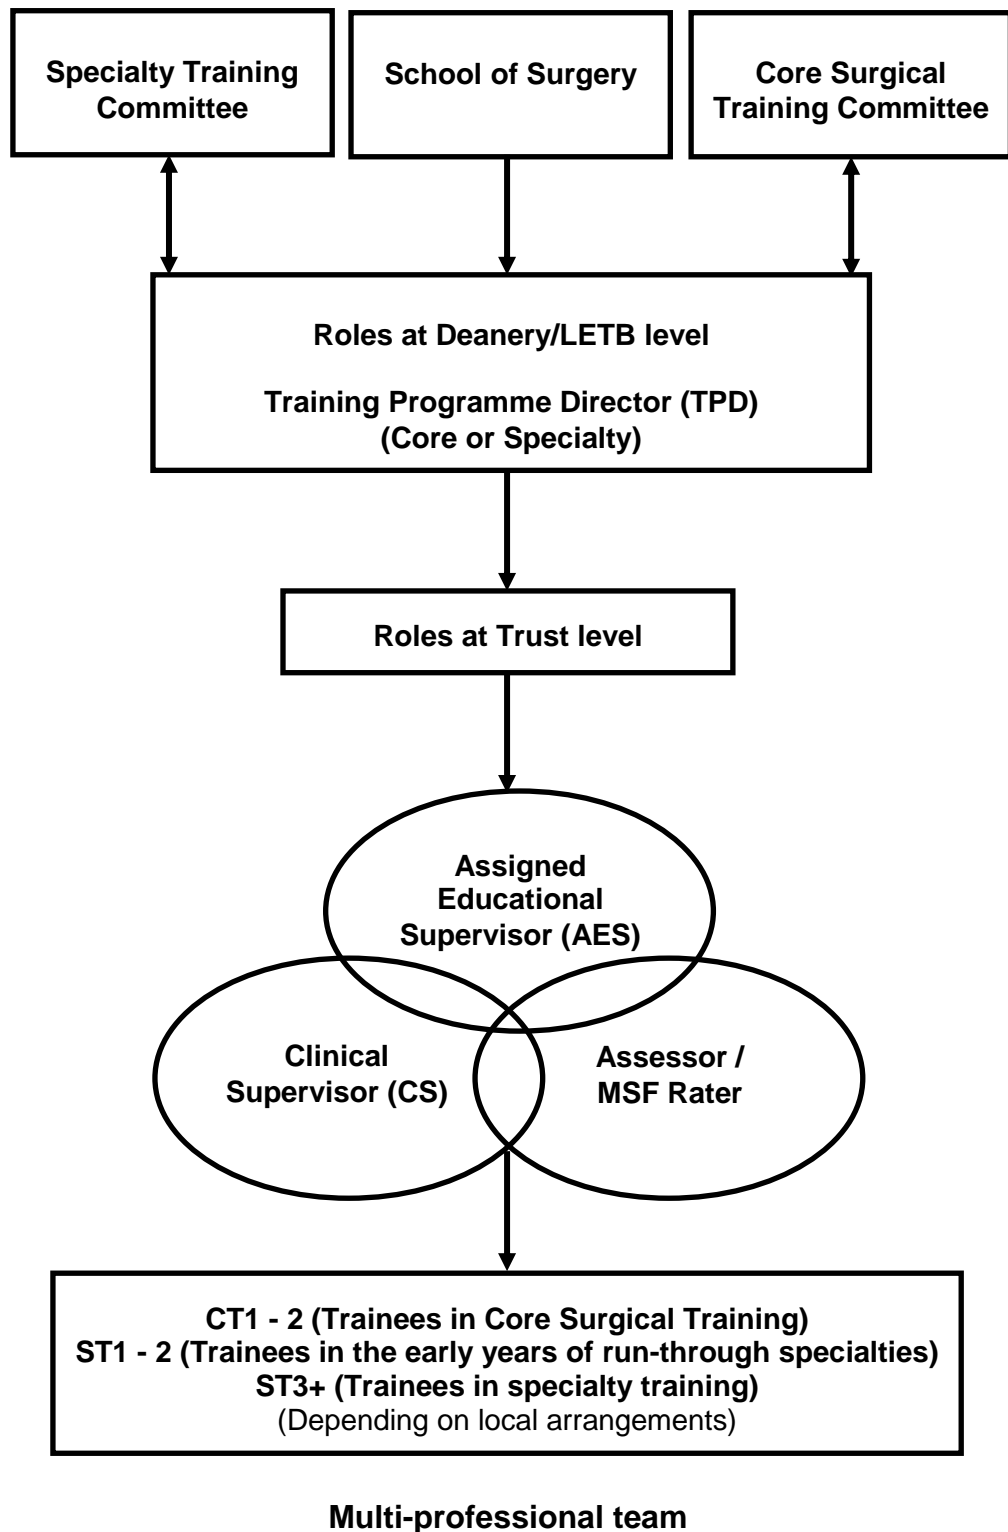 Specialty Training
Committee
School of Surgery
Core Surgical
Training Committee
Roles at Deanery/LETB level
Training Programme Director (TPD)
(Core or Specialty)
Roles at Trust level
Assigned
Educational
Supervisor (AES)
Clinical
Supervisor (CS)
Assessor /
MSF Rater
CT1 - 2 (Trainees in Core Surgical Training)
ST1 - 2 (Trainees in the early years of run-through specialties)
ST3+ (Trainees in specialty training)
(Depending on local arrangements)
Multi-professional team